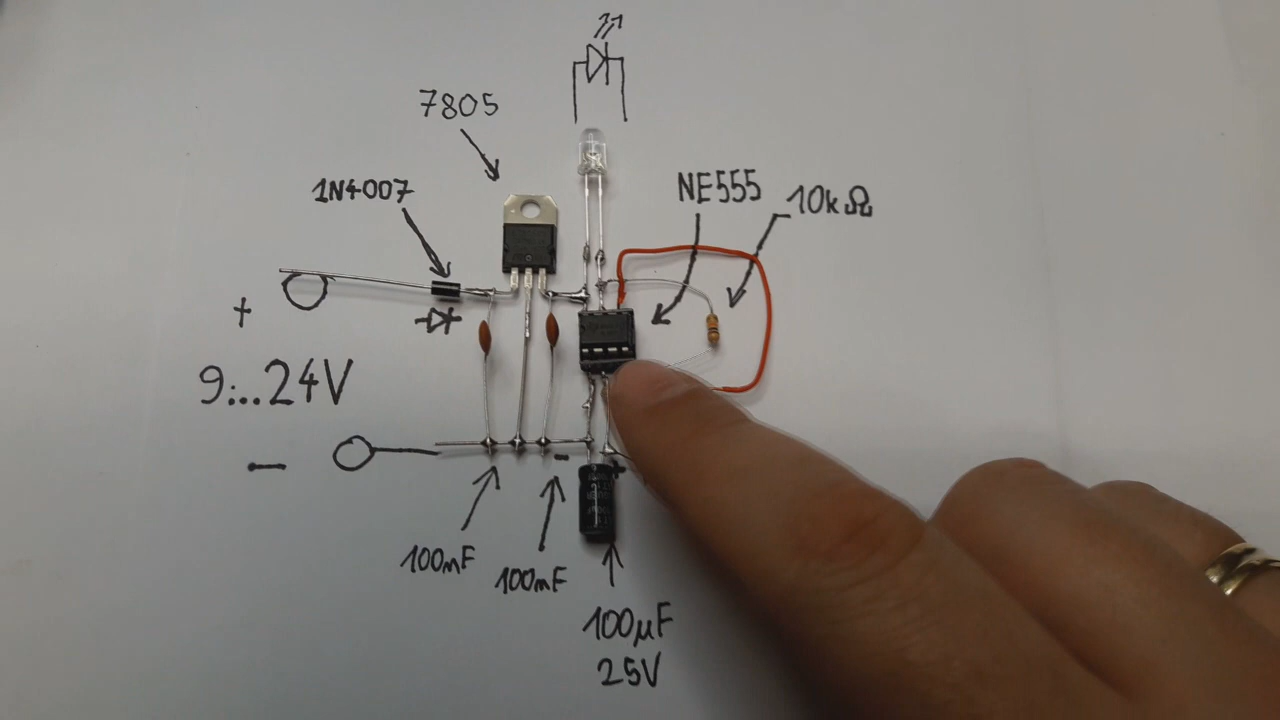 7805
1N4007
NE555
10kΩ
+
9...24V
-
-
+
100mF
100mF
100µF
25V